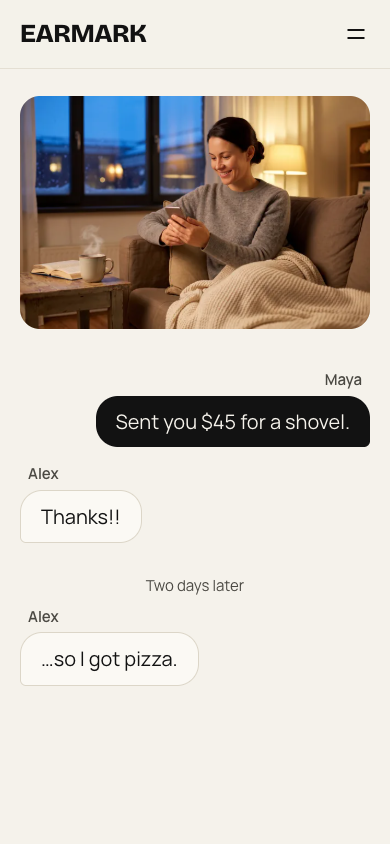 EARMARK
Maya
Sent you $45 for a shovel.
Alex
Thanks!!
Two days later
Alex
...so I got pizza.